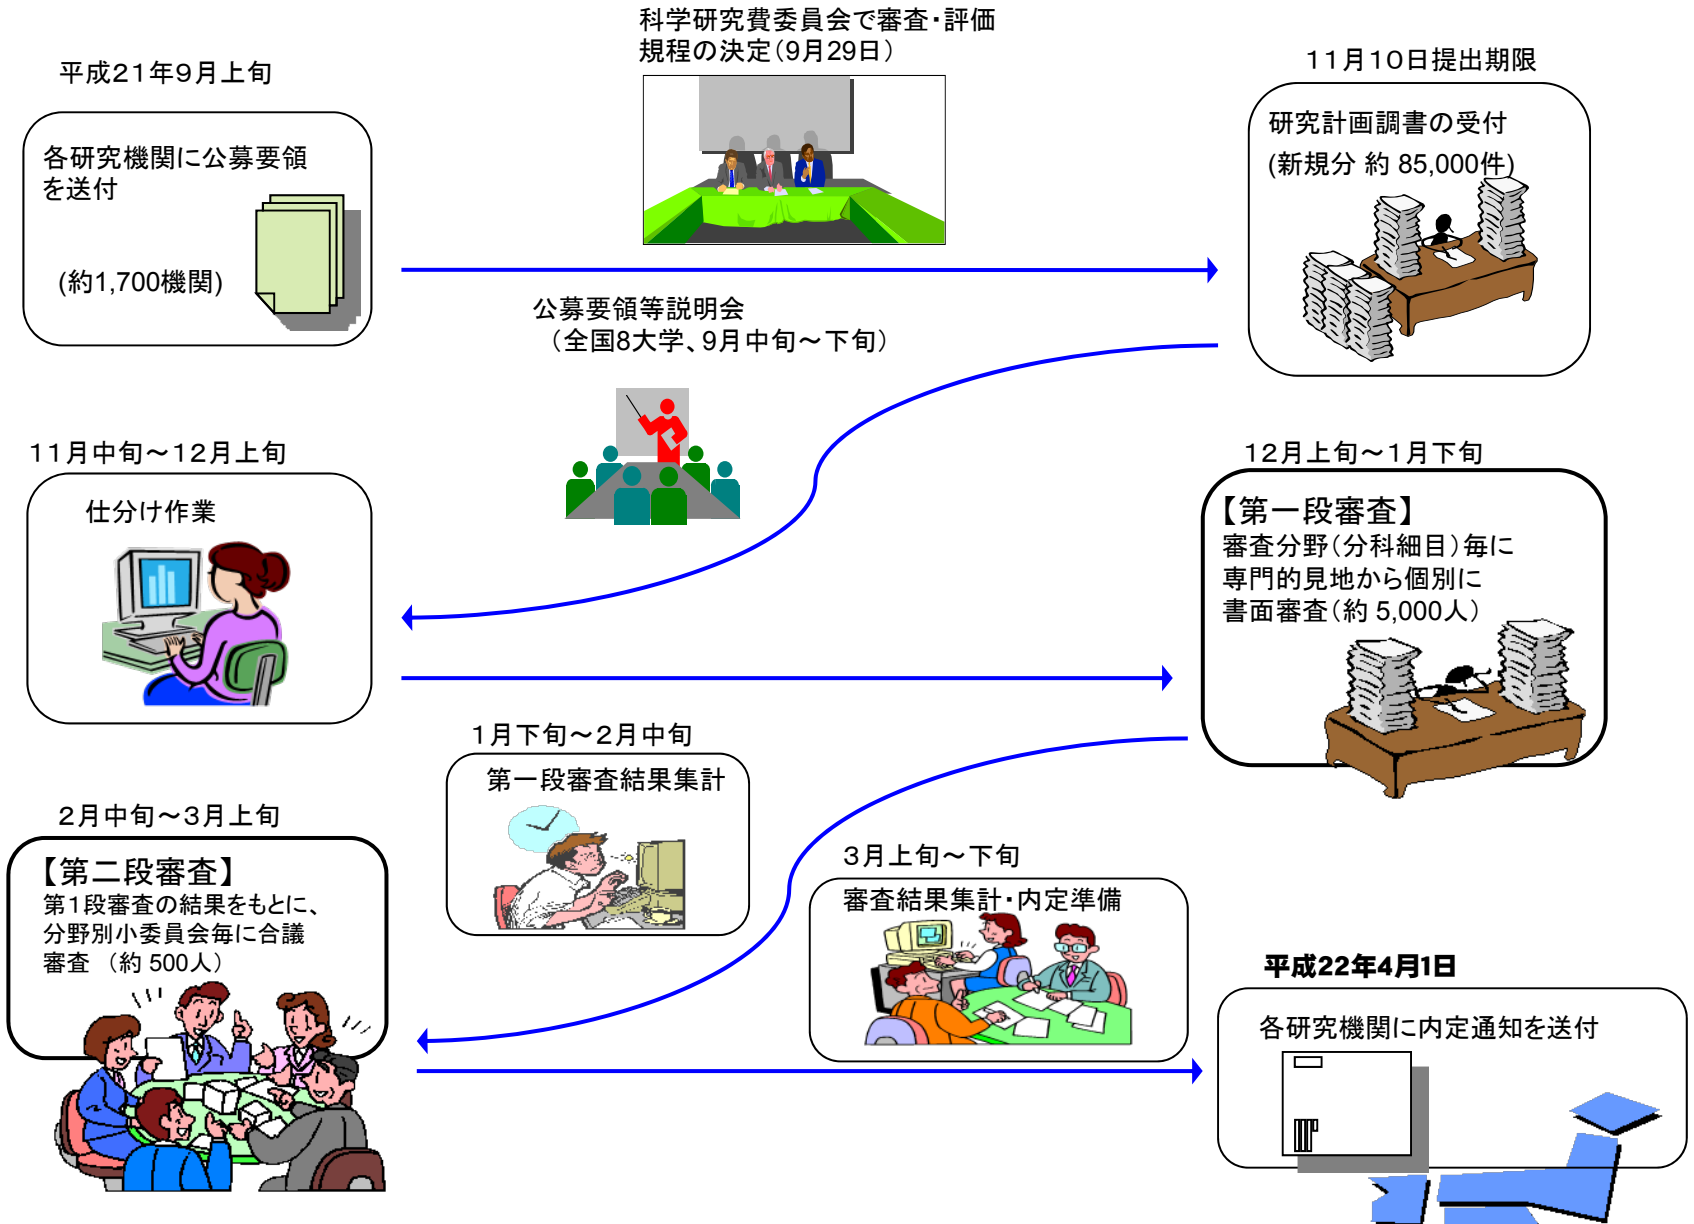 平成21年9月上旬
各研究機関に公募要領
を送付
(約1,700機関)
科学研究費委員会で審査・評価
規程の決定（9月29日）
公募要領等説明会
（全国8大学、9月中旬～下旬）
11月10日提出期限
研究計画調書の受付
(新規分 約 85,000件)
11月中旬～12月上旬
仕分け作業
12月上旬～1月下旬
【第一段審査】
審査分野（分科細目）毎に
専門的見地から個別に
書面審査（約 5,000人）
1月下旬～2月中旬
第一段審査結果集計
2月中旬～3月上旬
【第二段審査】
第1段審査の結果をもとに、
分野別小委員会毎に合議
審査 （約 500人）
3月上旬～下旬
審査結果集計・内定準備
平成22年4月1日
各研究機関に内定通知を送付